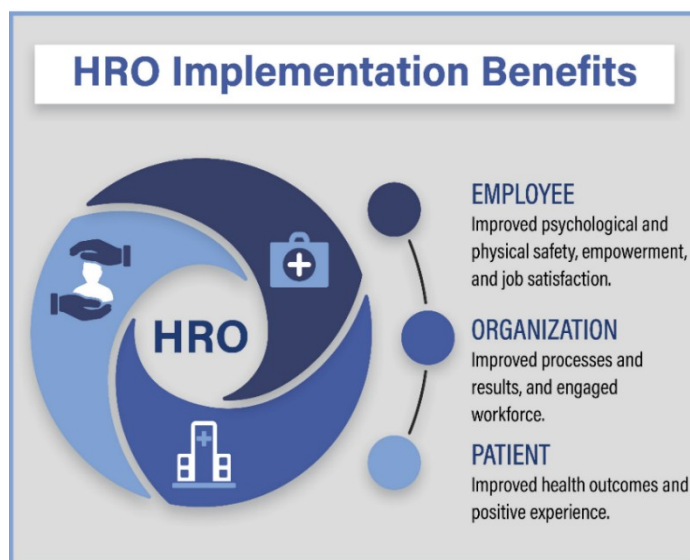 HRO Implementation Benefits
HRO
EMPLOYEE
Improved psychological and
physical safety, empowerment,
and job satisfaction.
ORGANIZATION
Improved processes and
results, and engaged
workforce.
PATIENT
Improved health outcomes and
positive experience.